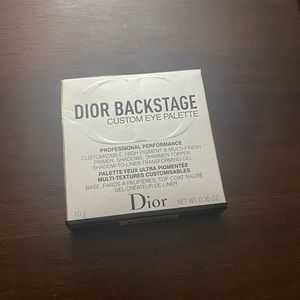 DIOR BACKSTAGE
CUSTOM EYE PALETTE
PROFESSIONAL PERFORMANCE
CUSTOMIZABLE, HIGH PIGMENT & MULTI-FINISH
PRIMER, SHADOWS, SHIMMER TOPPER
SHADOW-TO-LINER TRANSFORMING GEL
PALETTE YEUX ULTRA PIGMENTÉE
MULTI-TEXTURES CUSTOMISABLES
BASE, FARDS À PAUPIÈRES, TOP COAT NACRÉ
GEL CRÉATEUR DE LINER
Dior
10 g
NET WT. 0.35 OZ